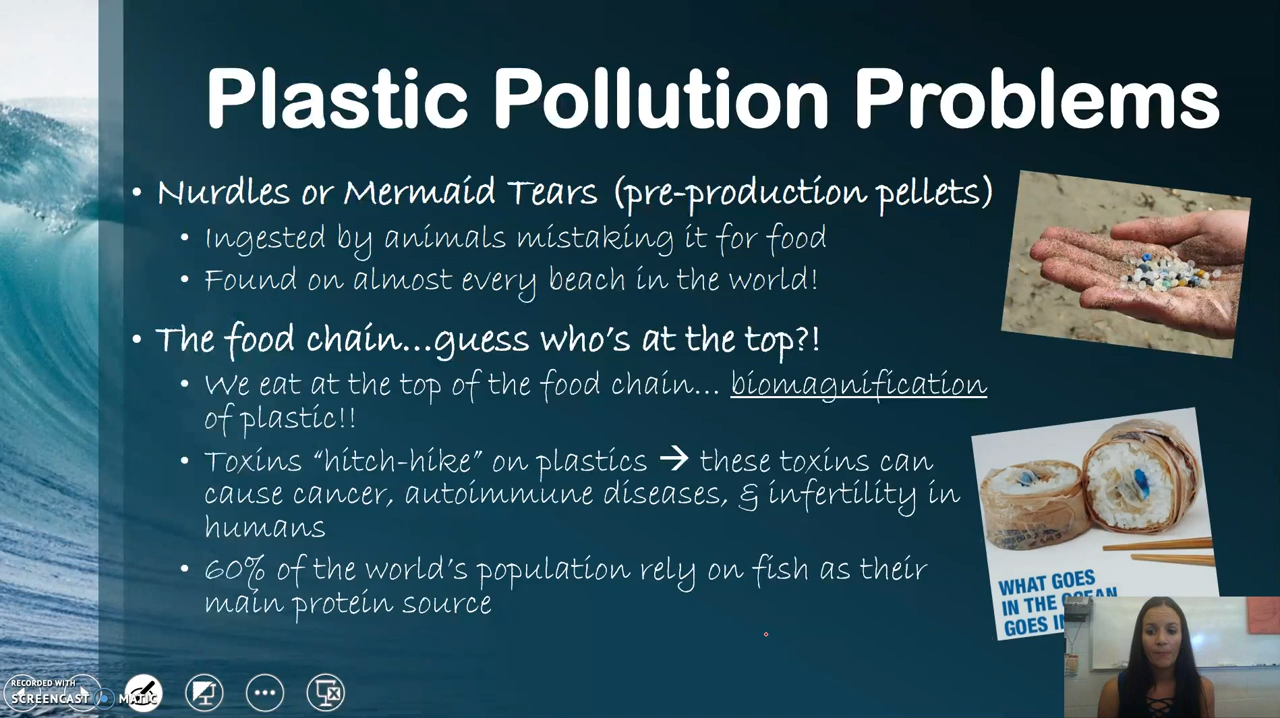 Plastic Pollution Problems
• Nurdles or Mermaid Tears (pre-production pellets)
• Ingested by animals mistaking it for food
• Found on almost every beach in the world!
• The food chain...guess who's at the top?!
• We eat at the top of the food chain... biomagnification
of plastic!!
• Toxins "hitch-hike" on plastics → these toxins can
cause cancer, autoimmune diseases, & infertility in
humans
• 60% of the world's population rely on fish as their
main protein source
WHAT GOES
IN THE OCEAN
GOES
RECORDED WITH
SCREENCAST MATIC